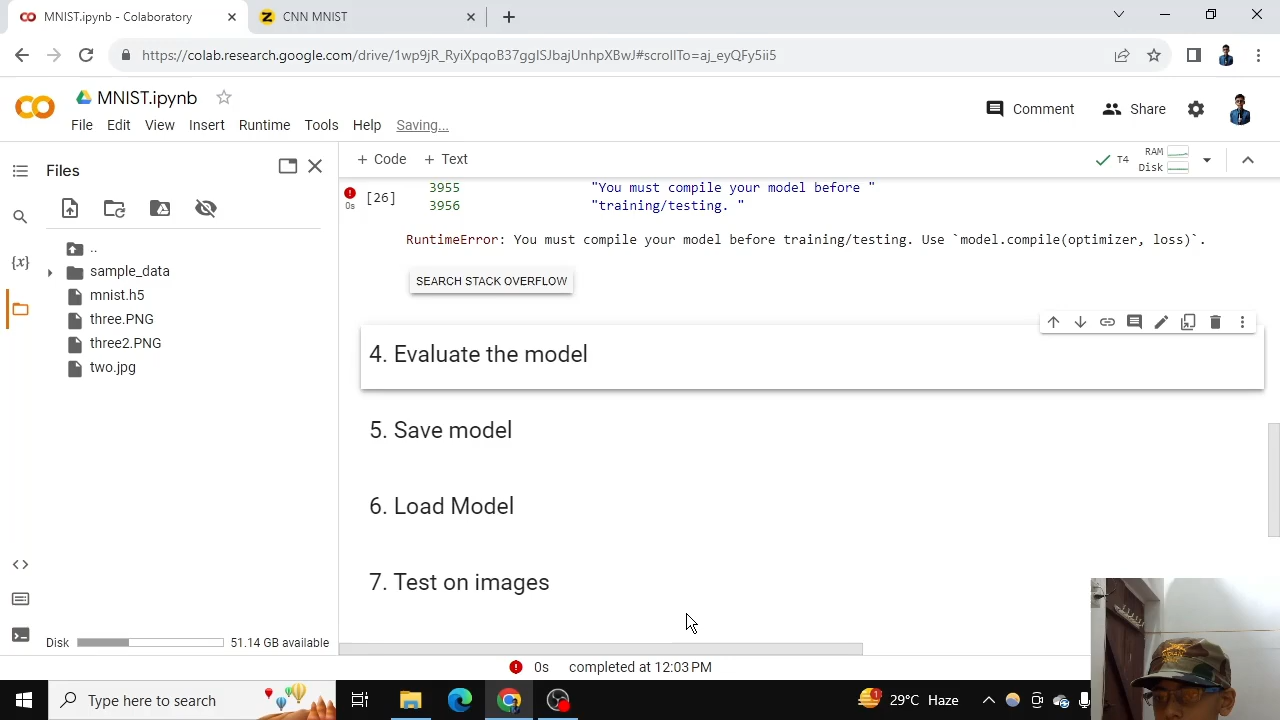 MNIST.ipynb - Colaboratory
CNN MNIST
https://colab.research.google.com/drive/1wp9jR_RyiXpqoB37ggISJbajUnhpXBwJ#scrollTo=aj_eyQFy5ii5
MNIST.ipynb
Comment
Share
File Edit View Insert Runtime Tools Help Saving...
Files
+ Code + Text
T4
RAM
Disk
..
sample_data
mnist.h5
three.PNG
three2.PNG
two.jpg
0s
[26]
3955 "You must compile your model before "
3956 "training/testing. "
RuntimeError: You must compile your model before training/testing. Use `model.compile(optimizer, loss)`.
SEARCH STACK OVERFLOW
4. Evaluate the model
5. Save model
6. Load Model
7. Test on images
Disk 51.14 GB available
0s completed at 12:03 PM
Type here to search
1
29°C Haze